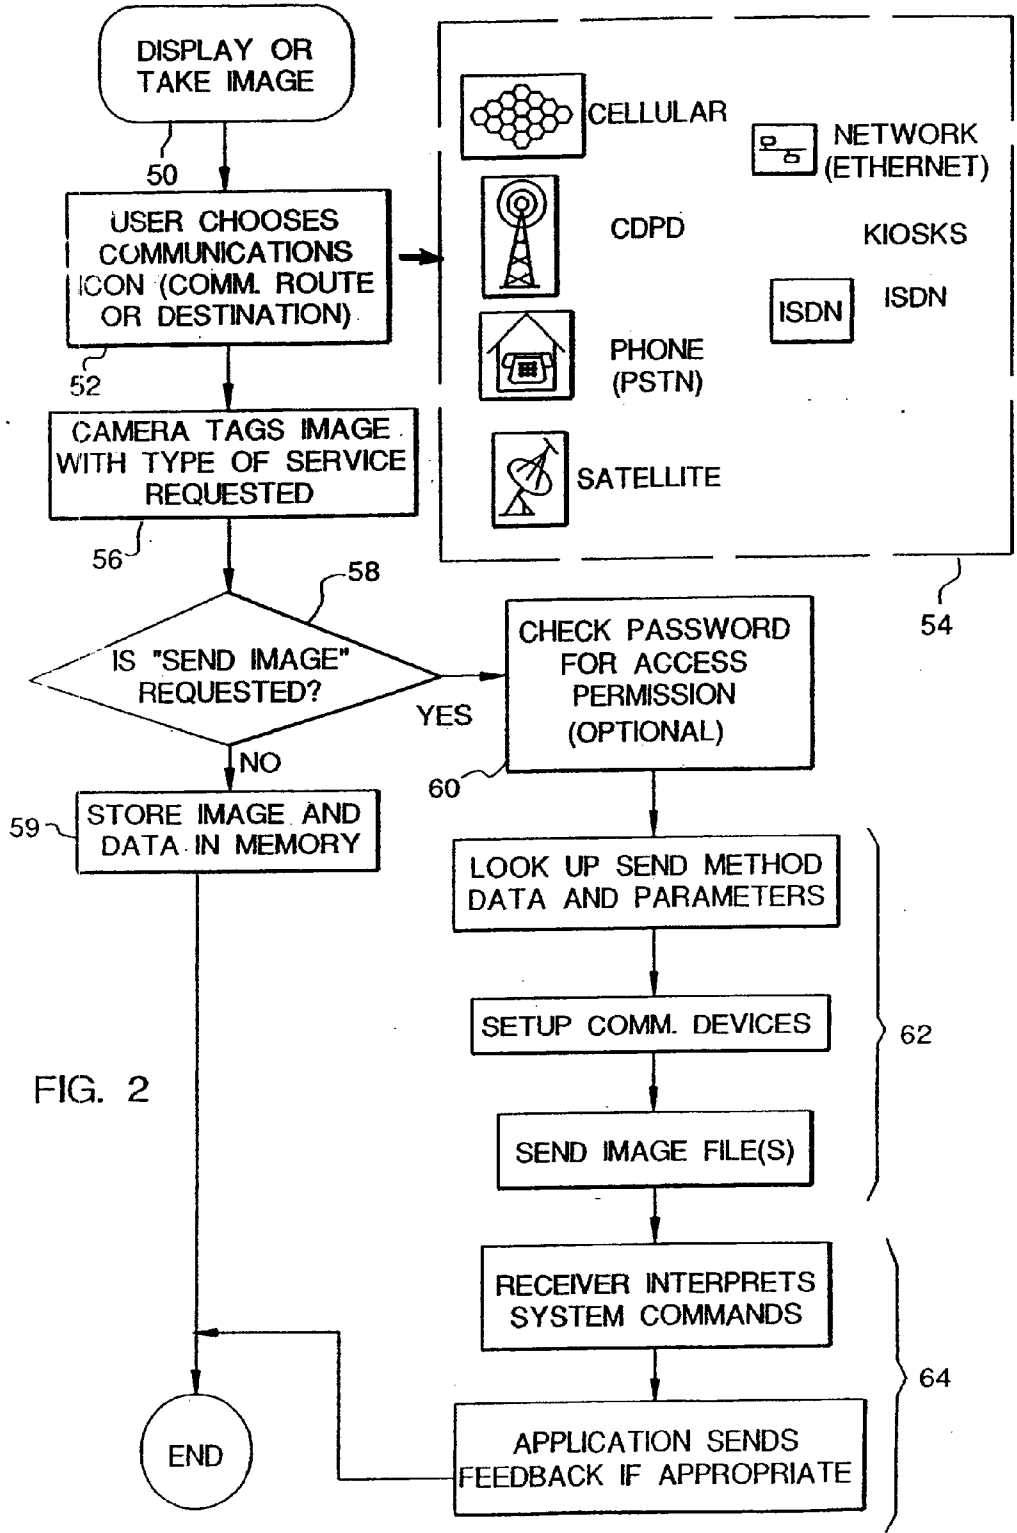 DISPLAY OR
TAKE IMAGE
50
USER CHOOSES
COMMUNICATIONS
ICON (COMM. ROUTE
OR DESTINATION)
52
CELLULAR
CDPD
PHONE
(PSTN)
SATELLITE
NETWORK
(ETHERNET)
KIOSKS
ISDN
ISDN
54
CAMERA TAGS IMAGE
WITH TYPE OF SERVICE
REQUESTED
56
58
IS "SEND IMAGE"
REQUESTED?
YES
NO
59
STORE IMAGE AND
DATA IN MEMORY
CHECK PASSWORD
FOR ACCESS
PERMISSION
(OPTIONAL)
60
LOOK UP SEND METHOD
DATA AND PARAMETERS
SETUP COMM. DEVICES
SEND IMAGE FILE(S)
62
RECEIVER INTERPRETS
SYSTEM COMMANDS
APPLICATION SENDS
FEEDBACK IF APPROPRIATE
64
END
FIG. 2